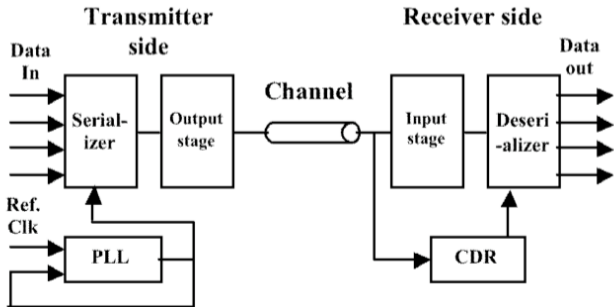 Transmitter
side
Receiver side
Data
In
Data
out
Channel
Serial-
izer
Output
stage
Input
stage
Deseri
-alizer
Ref.
Clk
PLL
CDR